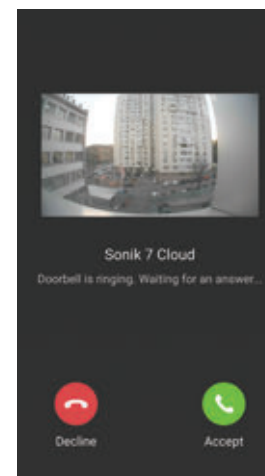 Sonik 7 Cloud
Doorbell is ringing. Waiting for an answer...
Decline
Accept